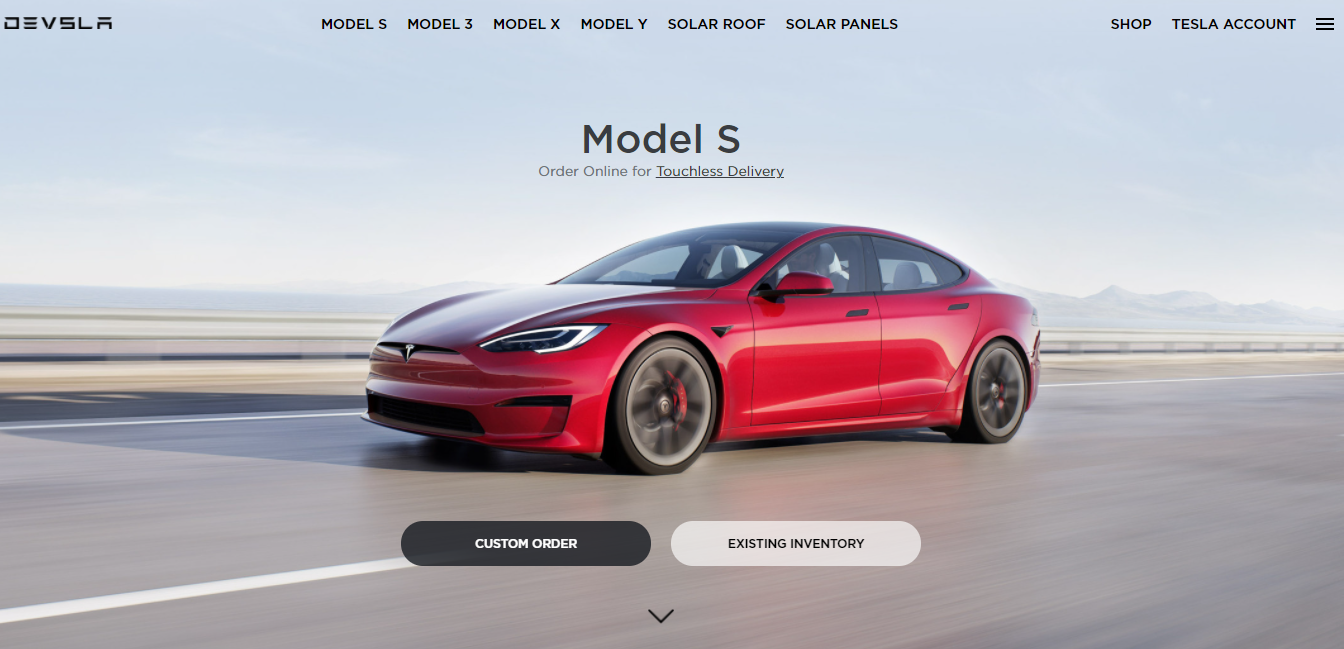 DEVSLA MODEL S MODEL 3 MODEL X MODEL Y SOLAR ROOF SOLAR PANELS SHOP TESLA ACCOUNT
Model S
Order Online for Touchless Delivery
CUSTOM ORDER EXISTING INVENTORY